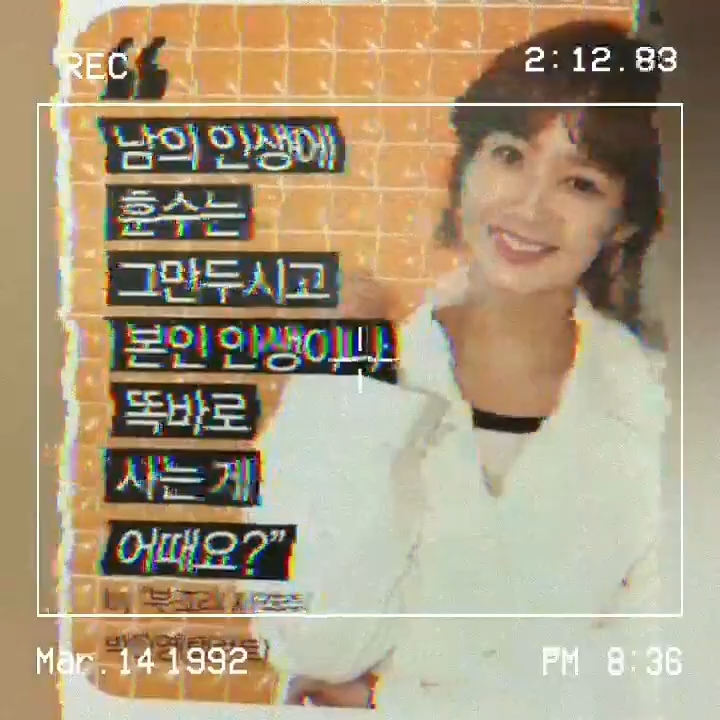 REC
2:12.83
“
남의 인생에
훈수는
그만두시고
본인 인생이나
똑바로
사는 게
어때요?”
Mar. 14 1992
PM 8:36